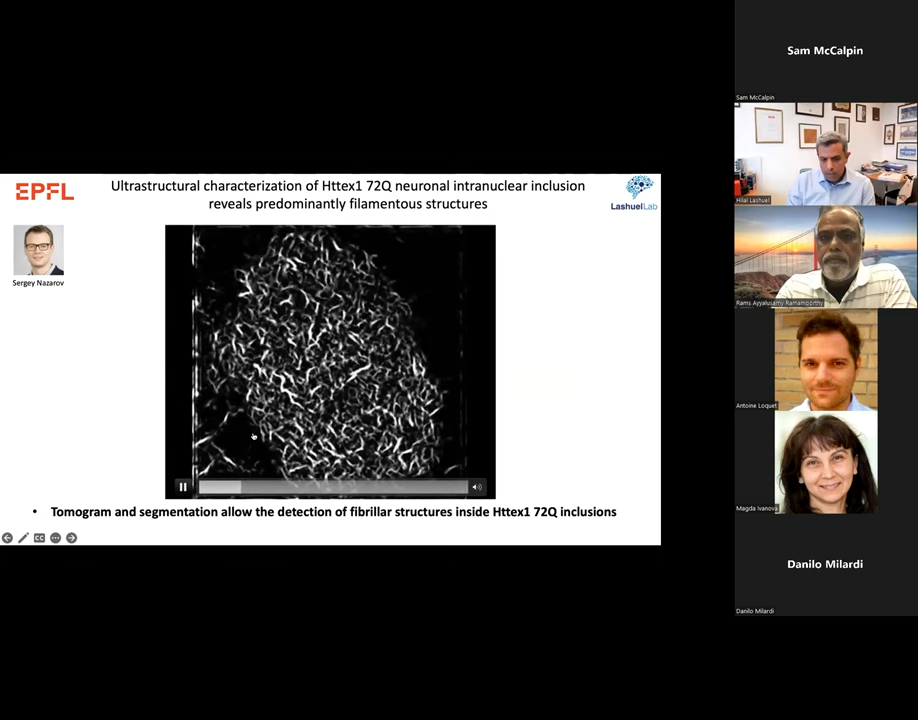 EPFL
Ultrastructural characterization of Httex1 72Q neuronal intranuclear inclusion
reveals predominantly filamentous structures
LashuelLab
Sergey Nazarov
• Tomogram and segmentation allow the detection of fibrillar structures inside Httex1 72Q inclusions
CC
Sam McCalpin
Sam McCalpin
Hilal Lashuel
Rams Ayyalusamy Ramamoorthy
Antoine Loquet
Magda Ivanova
Danilo Milardi
Danilo Milardi